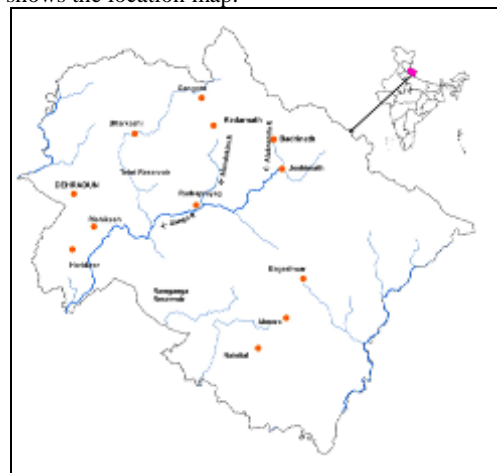 shows the location map.
Gangotri
Kedarnath
Uttarkashi
Badrinath
Joshimath
Tehri Reservoir
DEHRADUN
Rudraprayag
Rishikesh
Haridwar
Bageshwar
Ramganga
Reservoir
Almora
Nainital